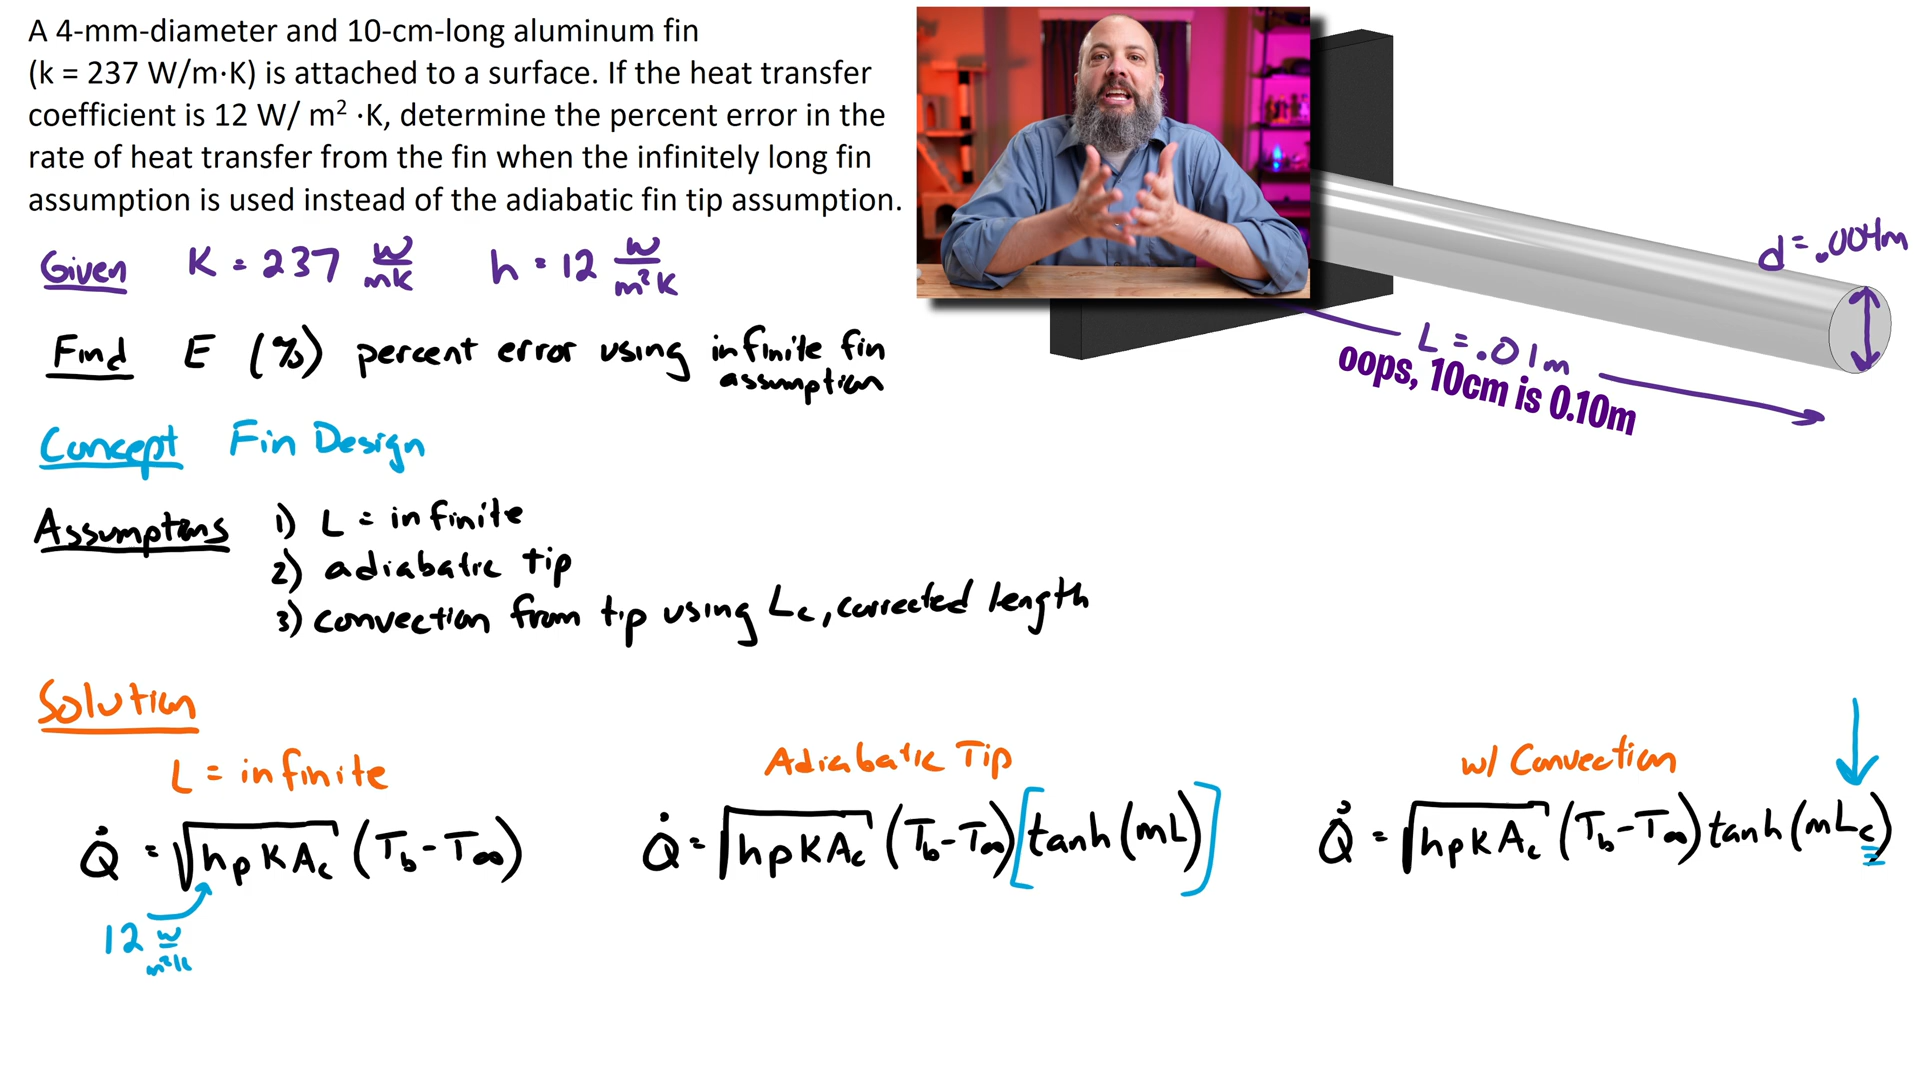 A 4-mm-diameter and 10-cm-long aluminum fin
(k = 237 W/m·K) is attached to a surface. If the heat transfer
coefficient is 12 W/ m² ·K, determine the percent error in the
rate of heat transfer from the fin when the infinitely long fin
assumption is used instead of the adiabatic fin tip assumption.
Given K = 237 W/mK h = 12 W/m²K
d = .004m
L = .01m
oops, 10cm is 0.10m
Find E (%) percent error using infinite fin
assumption
Concept Fin Design
Assumptons 1) L = infinite
2) adiabatic tip
3) convection from tip using Lc, corrected length
Solution
L = infinite
Q̇ = √hpKAc (Tb-T∞)
12 W/m²K
Adiabatic Tip
Q̇ = √hpKAc (Tb-T∞)[tanh(mL)]
w/ Convection
Q̇ = √hpKAc (Tb-T∞)tanh(mLc)